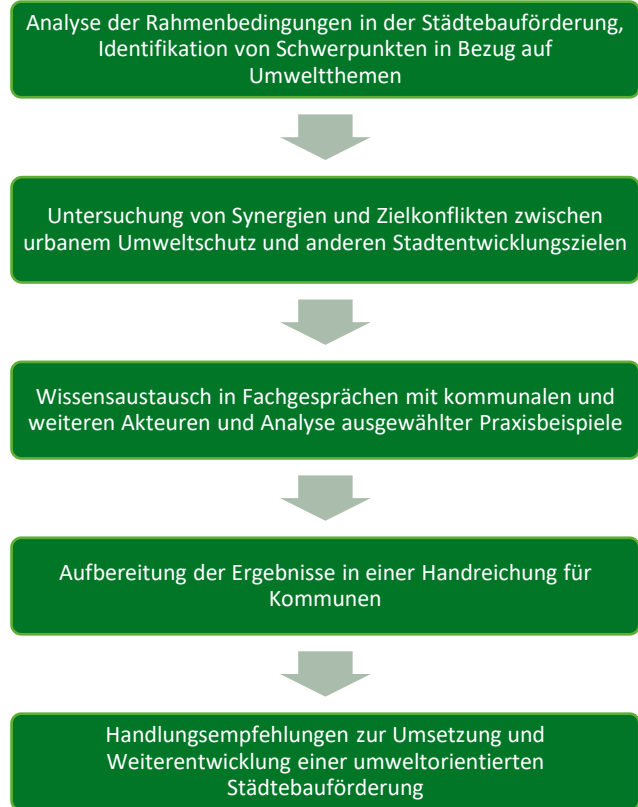 Analyse der Rahmenbedingungen in der Städtebauförderung,
Identifikation von Schwerpunkten in Bezug auf
Umweltthemen
Untersuchung von Synergien und Zielkonflikten zwischen
urbanem Umweltschutz und anderen Stadtentwicklungszielen
Wissensaustausch in Fachgesprächen mit kommunalen und
weiteren Akteuren und Analyse ausgewählter Praxisbeispiele
Aufbereitung der Ergebnisse in einer Handreichung für
Kommunen
Handlungsempfehlungen zur Umsetzung und
Weiterentwicklung einer umweltorientierten
Städtebauförderung